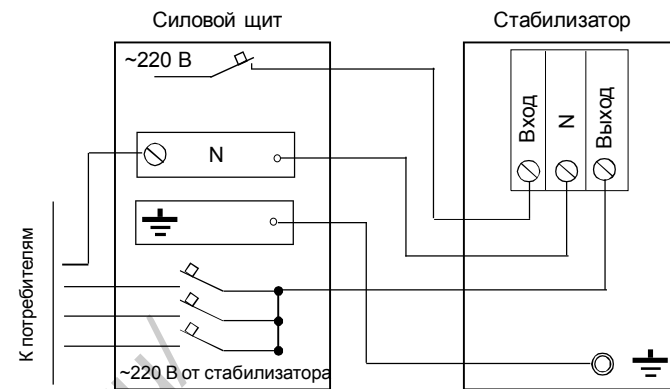 Силовой щит
Стабилизатор
~220 В
Вход
N
Выход
N
К потребителям
~220 В от стабилизатора